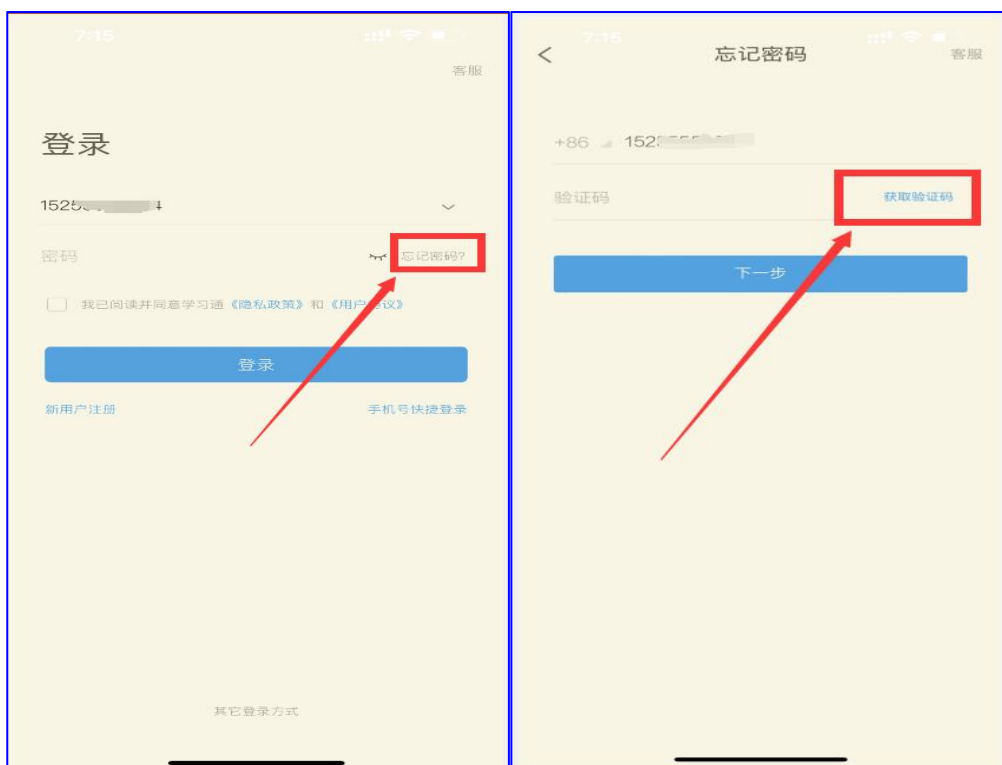 7:15
客服
登录
密码
忘记密码?
我已阅读并同意学习通《隐私政策》和《用户协议》
登录
新用户注册
手机号快捷登录
其它登录方式
7:15
忘记密码
客服
+86
验证码
获取验证码
下一步